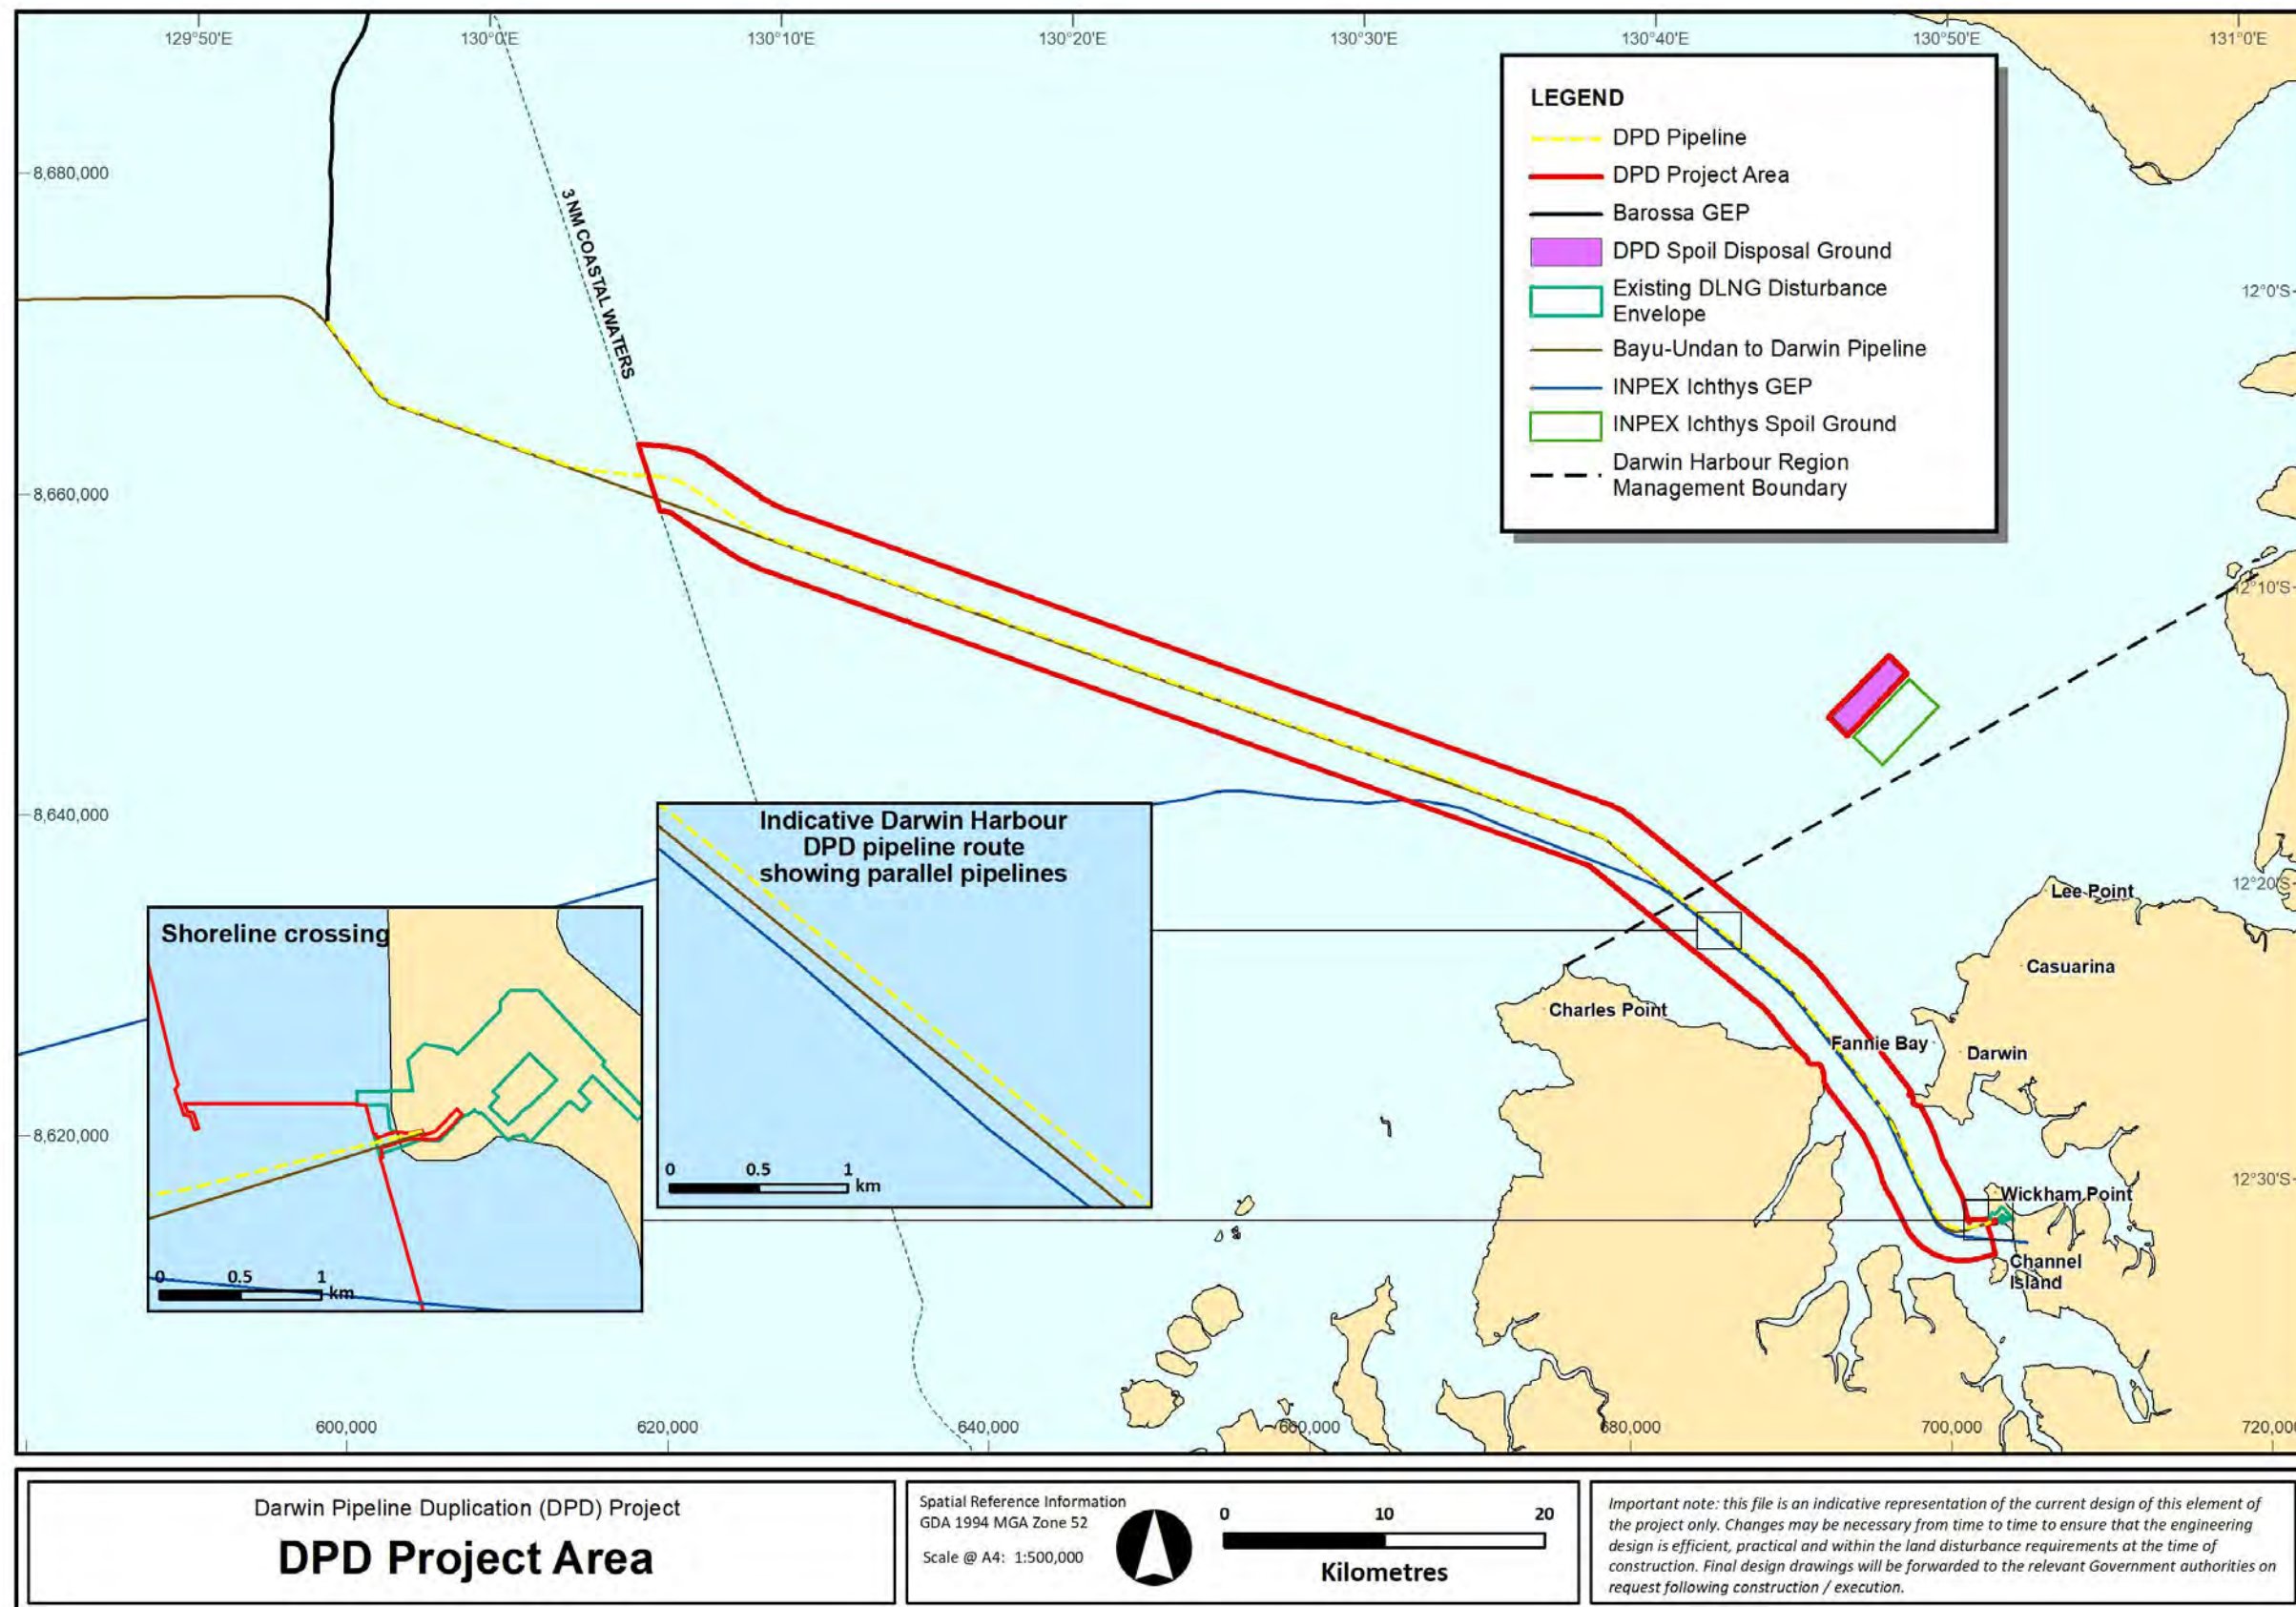 129°50'E
130°0'E
130°10'E
130°20'E
130°30'E
130°40'E
130°50'E
131°0'E
LEGEND
DPD Pipeline
DPD Project Area
Barossa GEP
DPD Spoil Disposal Ground
Existing DLNG Disturbance
Envelope
Bayu-Undan to Darwin Pipeline
INPEX Ichthys GEP
INPEX Ichthys Spoil Ground
Darwin Harbour Region
Management Boundary
8,680,000
8,660,000
8,640,000
8,620,000
3 NM COASTAL WATERS
12°0'S
12°10'S
12°20'S
12°30'S
Indicative Darwin Harbour
DPD pipeline route
showing parallel pipelines
0 0.5 1
km
Shoreline crossing
0 0.5 1
km
Lee Point
Casuarina
Charles Point
Fannie Bay
Darwin
Wickham Point
Channel
Island
600,000
620,000
640,000
660,000
680,000
700,000
720,000
Darwin Pipeline Duplication (DPD) Project
DPD Project Area
Spatial Reference Information
GDA 1994 MGA Zone 52
Scale @ A4: 1:500,000
0 10 20
Kilometres
Important note: this file is an indicative representation of the current design of this element of
the project only. Changes may be necessary from time to time to ensure that the engineering
design is efficient, practical and within the land disturbance requirements at the time of
construction. Final design drawings will be forwarded to the relevant Government authorities on
request following construction / execution.